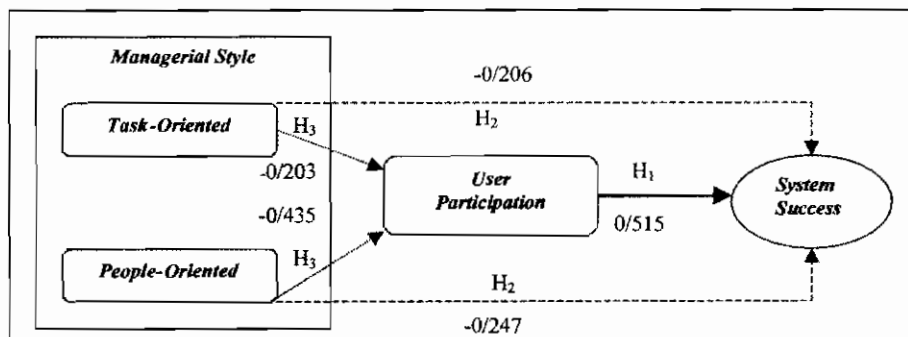 Managerial Style
-0/206
Task-Oriented
H3
H2
-0/203
User
Participation
H1
System
Success
-0/435
0/515
H3
People-Oriented
H2
-0/247